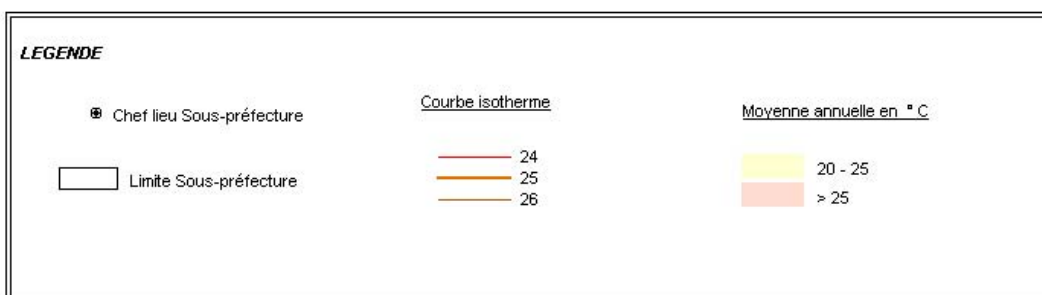 LEGENDE
Chef lieu Sous-préfecture
Limite Sous-préfecture
Courbe isotherme
24
25
26
Moyenne annuelle en ° C
20 - 25
> 25